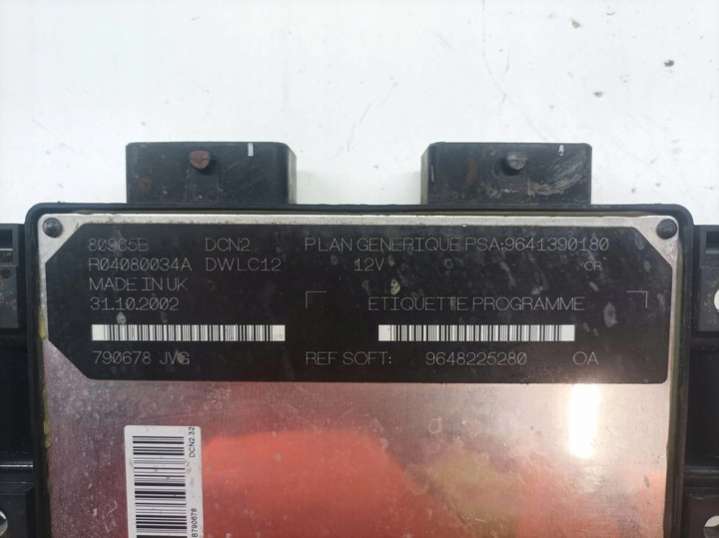 80965B DCN2 PLAN GENERIQUE PSA:9641390180
R04080034A DWLC12 12V CR
MADE IN UK
31.10.2002 ETIQUETTE PROGRAMME
790678 JVG REF SOFT: 9648225280 OA
DCN2.32
8790678